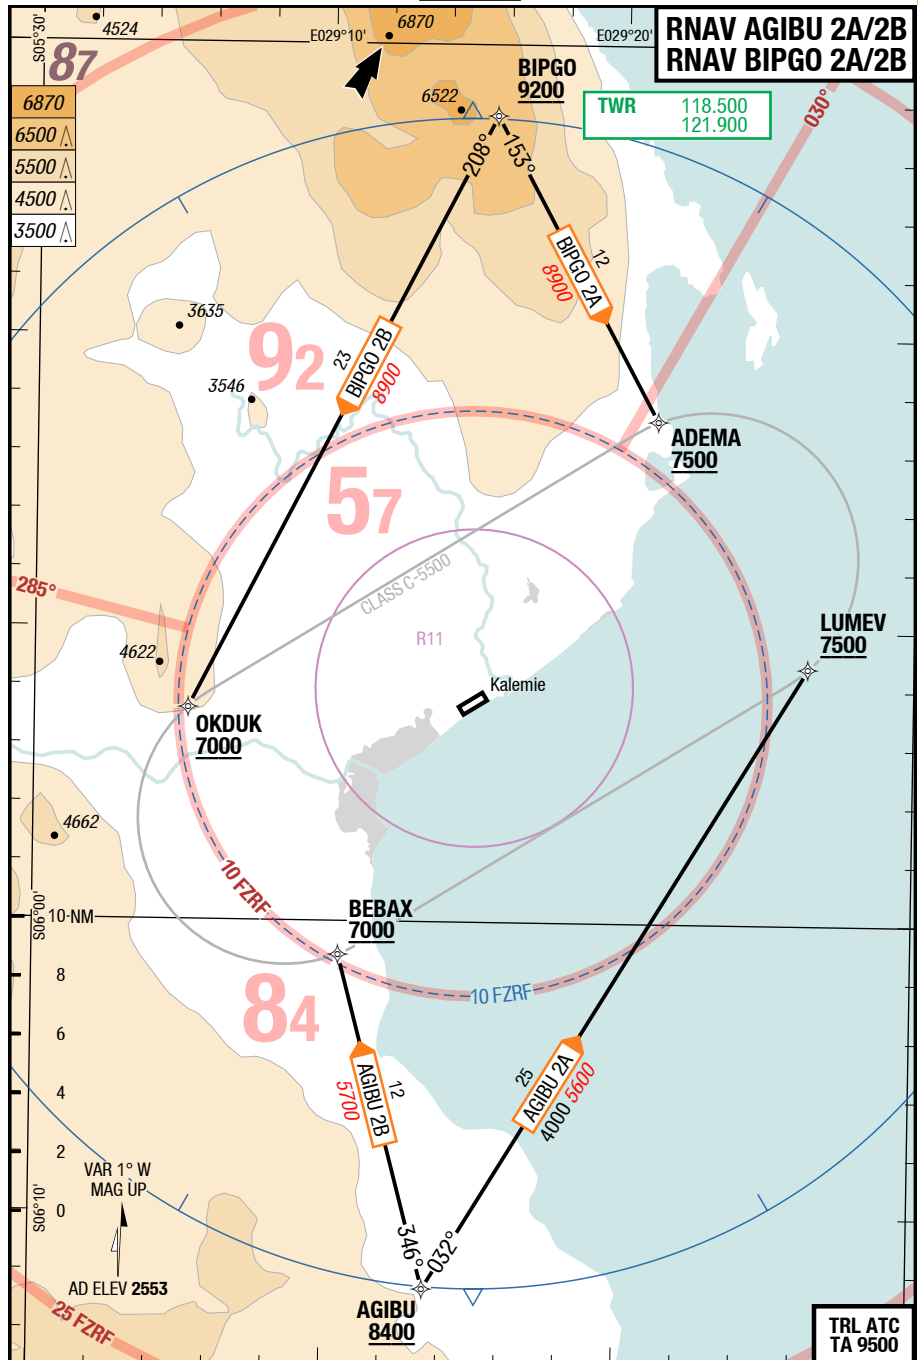 RNAV AGIBU 2A/2B
RNAV BIPGO 2A/2B
4524
6870
E029°10'
E029°20'
S05°30'
87
6870
6500
5500
4500
3500
6522
BIPGO
9200
TWR 118.500
121.900
030°
208°
153°
12
BIPGO 2A
8900
3635
92
3546
23
BIPGO 2B
8900
ADEMA
7500
57
CLASS C-5500
285°
R11
4622
LUMEV
7500
Kalemie
OKDUK
7000
4662
10 FZRF
S06°00'
10-NM
BEBAX
7000
8
84
10 FZRF
6
4
2
0
12
AGIBU 2B
5700
25
AGIBU 2A
4000 5600
VAR 1° W
MAG UP
S06°10'
346°
032°
AD ELEV 2553
25 FZRF
AGIBU
8400
TRL ATC
TA 9500